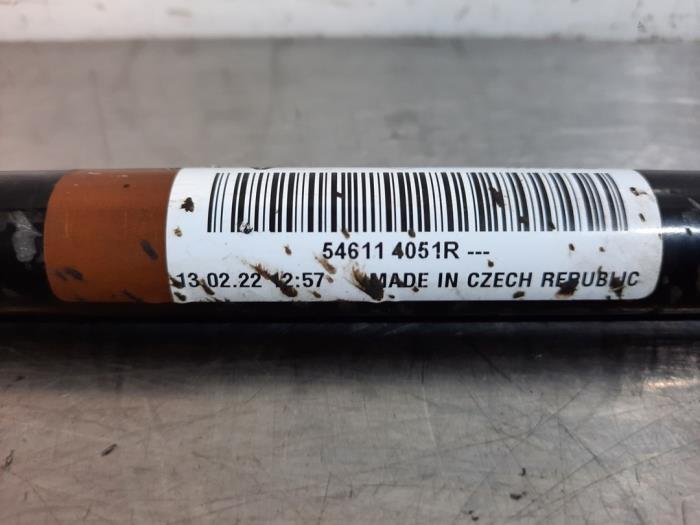 54611 4051R ---
13.02.22 12:57 MADE IN CZECH REPUBLIC